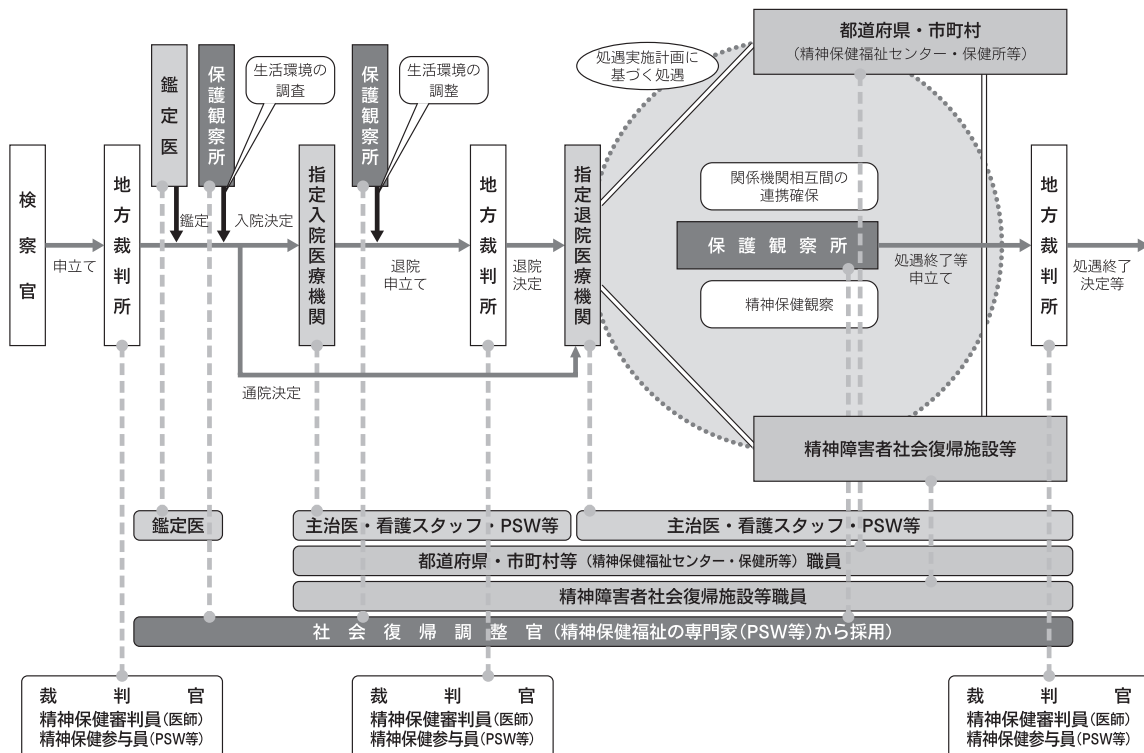 都道府県・市町村
（精神保健福祉センター・保健所等）
処遇実施計画に
基づく処遇
鑑定医
保護観察所
生活環境の
調査
保護観察所
生活環境の
調整
検察官
申立て
地方裁判所
鑑定
入院決定
指定入院医療機関
退院
申立て
地方裁判所
退院
決定
指定退院医療機関
関係機関相互間の
連携確保
保護観察所
精神保健観察
処遇終了等
申立て
地方裁判所
処遇終了
決定等
通院決定
精神障害者社会復帰施設等
鑑定医
主治医・看護スタッフ・PSW等
主治医・看護スタッフ・PSW等
都道府県・市町村等（精神保健福祉センター・保健所等）職員
精神障害者社会復帰施設等職員
社会復帰調整官（精神保健福祉の専門家（PSW等）から採用）
裁判官
精神保健審判員（医師）
精神保健参与員（PSW等）
裁判官
精神保健審判員（医師）
精神保健参与員（PSW等）
裁判官
精神保健審判員（医師）
精神保健参与員（PSW等）